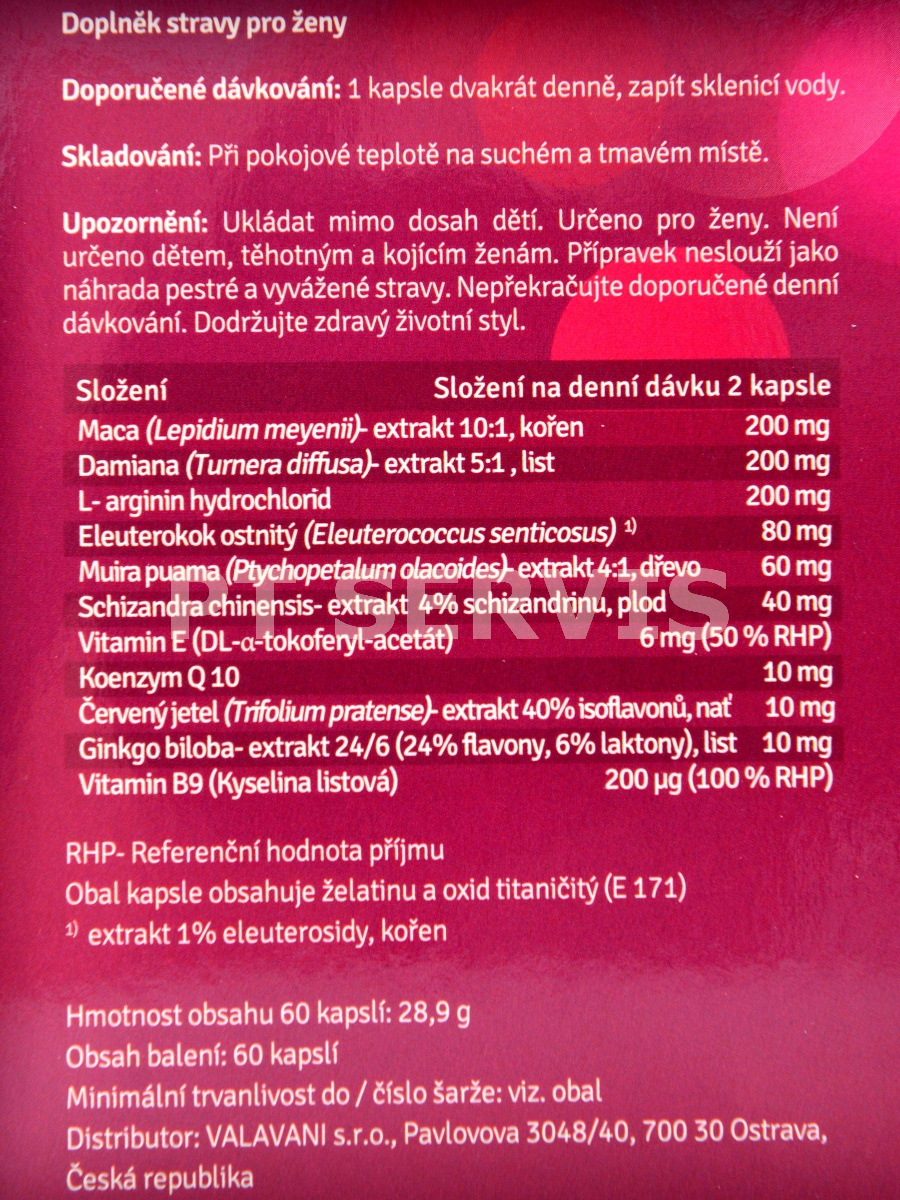 Doplněk stravy pro ženy
Doporučené dávkování: 1 kapsle dvakrát denně, zapít sklenicí vody.
Skladování: Při pokojové teplotě na suchém a tmavém místě.
Upozornění: Ukládat mimo dosah dětí. Určeno pro ženy. Není
určeno dětem, těhotným a kojícím ženám. Přípravek neslouží jako
náhrada pestré a vyvážené stravy. Nepřekračujte doporučené denní
dávkování. Dodržujte zdravý životní styl.
Složení Složení na denní dávku 2 kapsle
Maca (Lepidium meyenii)- extrakt 10:1, kořen 200 mg
Damiana (Turnera diffusa)- extrakt 5:1 , list 200 mg
L- arginin hydrochlorid 200 mg
Eleuterokok ostnitý (Eleuterococcus senticosus) 1) 80 mg
Muira puama (Ptychopetalum olacoides)- extrakt 4:1, dřevo 60 mg
Schizandra chinensis- extrakt 4% schizandrinu, plod 40 mg
PT SERVIS
Vitamin E (DL-α-tokoferyl-acetát) 6 mg (50 % RHP)
Koenzym Q 10 10 mg
Červený jetel (Trifolium pratense)- extrakt 40% isoflavonů, nať 10 mg
Ginkgo biloba- extrakt 24/6 (24% flavony, 6% laktony), list 10 mg
Vitamin B9 (Kyselina listová) 200 µg (100 % RHP)
RHP- Referenční hodnota příjmu
Obal kapsle obsahuje želatinu a oxid titaničitý (E 171)
1) extrakt 1% eleuterosidy, kořen
Hmotnost obsahu 60 kapslí: 28,9 g
Obsah balení: 60 kapslí
Minimální trvanlivost do / číslo šarže: viz. obal
Distributor: VALAVANI s.r.o., Pavlovova 3048/40, 700 30 Ostrava,
Česká republika